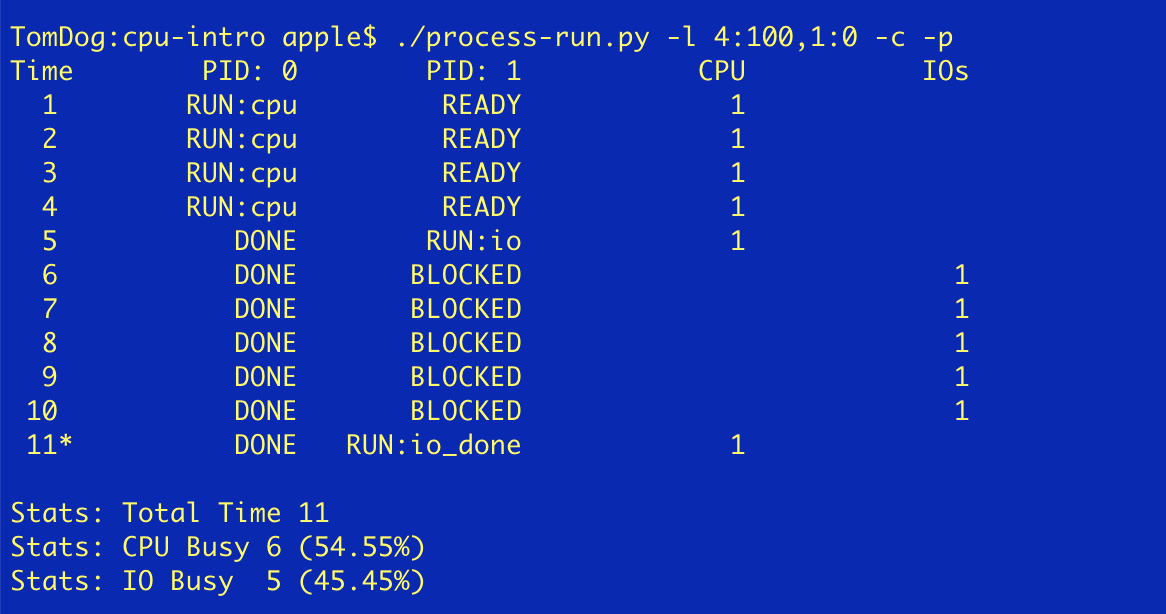 TomDog:cpu-intro apple$ ./process-run.py -l 4:100,1:0 -c -p
Time        PID: 0        PID: 1           CPU           IOs
  1        RUN:cpu         READY             1
  2        RUN:cpu         READY             1
  3        RUN:cpu         READY             1
  4        RUN:cpu         READY             1
  5           DONE        RUN:io             1
  6           DONE       BLOCKED                           1
  7           DONE       BLOCKED                           1
  8           DONE       BLOCKED                           1
  9           DONE       BLOCKED                           1
 10           DONE       BLOCKED                           1
 11*          DONE   RUN:io_done             1

Stats: Total Time 11
Stats: CPU Busy 6 (54.55%)
Stats: IO Busy  5 (45.45%)